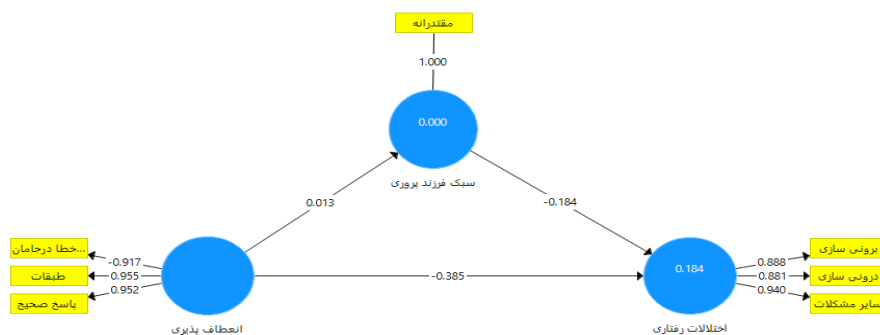 مقتدرانه
1.000
0.000
سبک فرزند پروری
0.013
-0.184
خطا درجامان...
-0.917
طبقات
0.955
پاسخ صحیح
0.952
انعطاف پذیری
-0.385
0.184
اختلالات رفتاری
0.888
برونی سازی
0.881
درونی سازی
0.940
سایر مشکلات